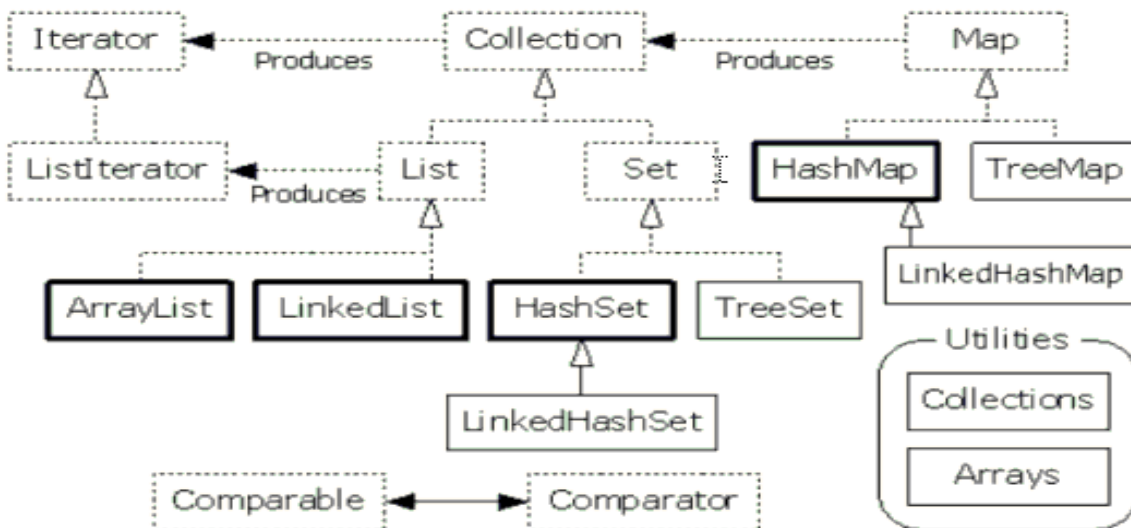 Iterator
Collection
Map
Produces
Produces
ListIterator
List
Set
HashMap
TreeMap
Produces
ArrayList
LinkedList
HashSet
TreeSet
LinkedHashMap
Utilities
LinkedHashSet
Collections
Comparable
Comparator
Arrays